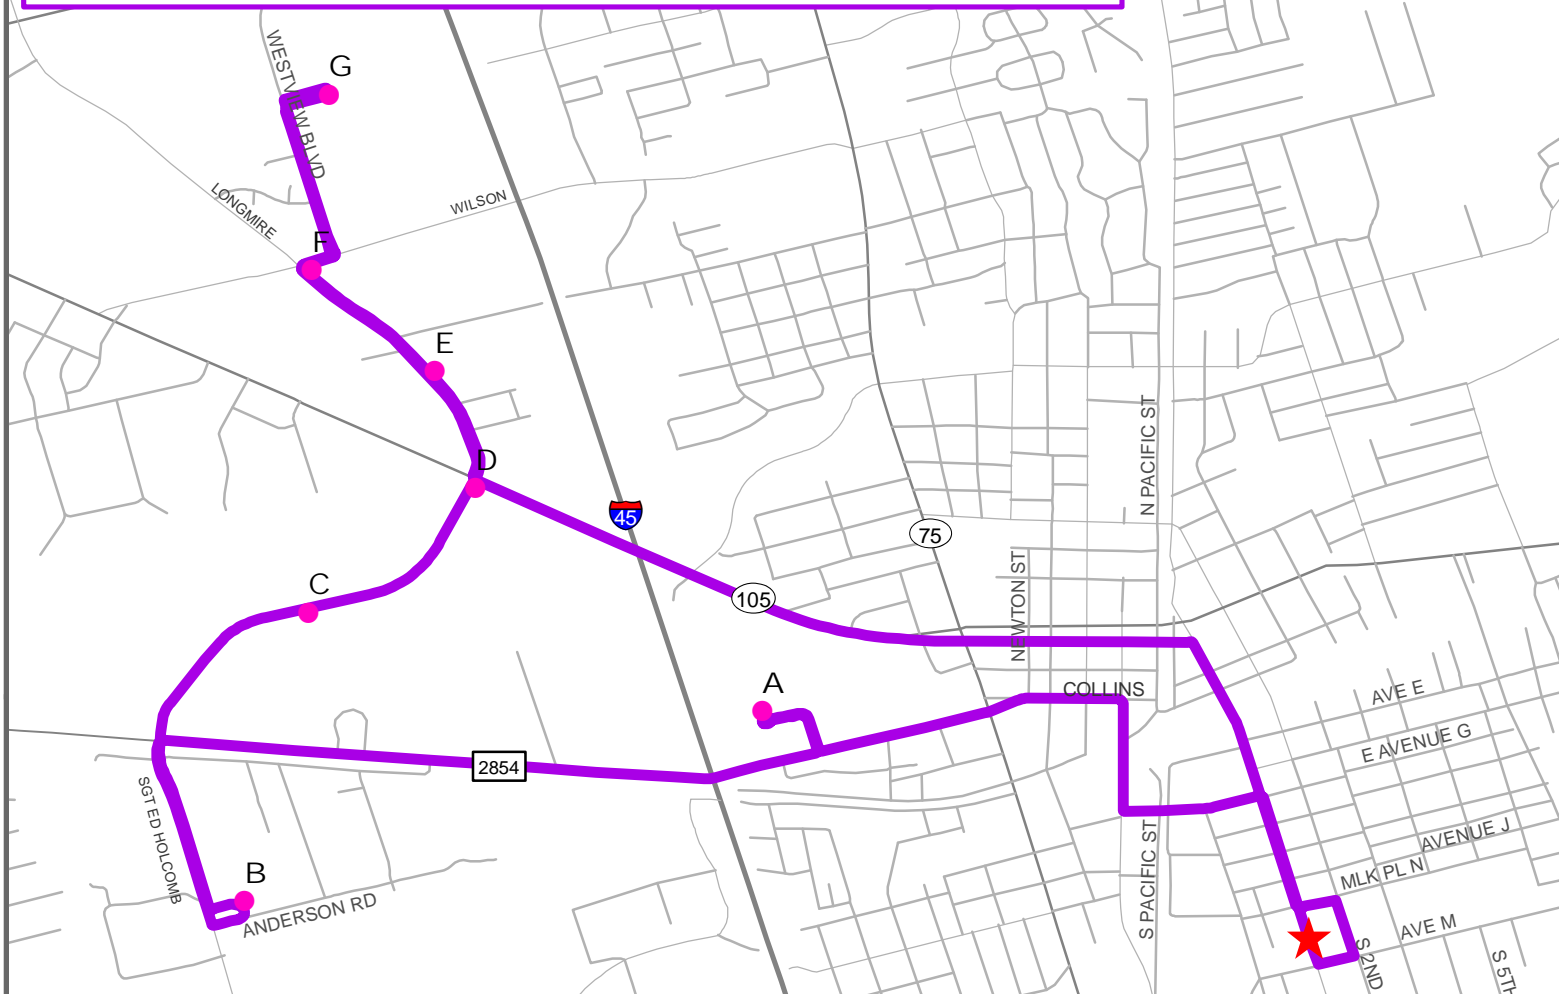 WESTVIEW BLVD
G
LONGMIRE
WILSON
F
E
D
N PACIFIC ST
45
75
NEWTON ST
C
105
A
COLLINS
AVE E
E AVENUE G
2854
SGT ED HOLCOMB
AVENUE J
S PACIFIC ST
MLK PL N
B
ANDERSON RD
AVE M
S 2ND
S 5TH